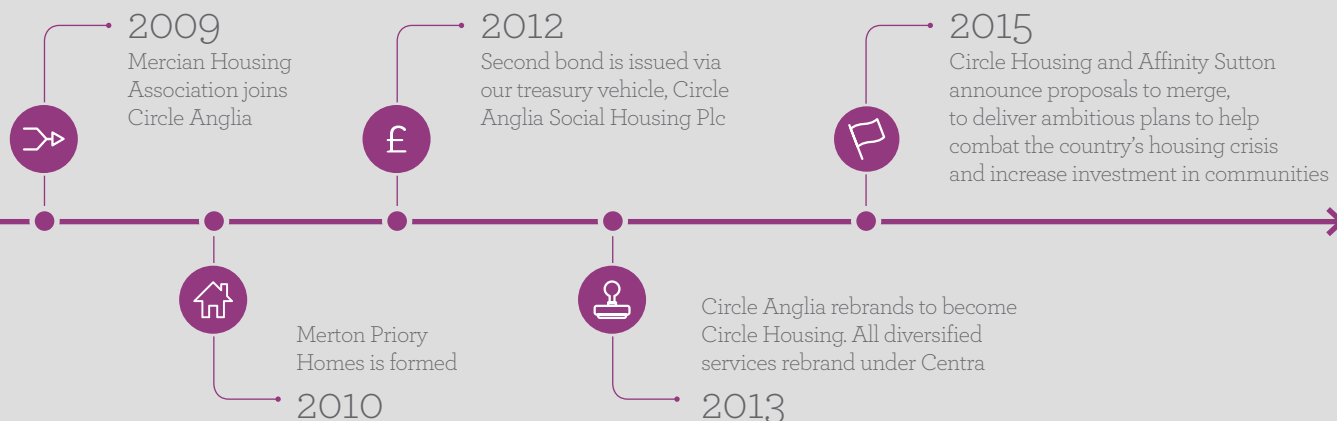 2009
Mercian Housing
Association joins
Circle Anglia
£
2012
Second bond is issued via
our treasury vehicle, Circle
Anglia Social Housing Plc
2015
Circle Housing and Affinity Sutton
announce proposals to merge,
to deliver ambitious plans to help
combat the country’s housing crisis
and increase investment in communities
Merton Priory
Homes is formed
2010
Circle Anglia rebrands to become
Circle Housing. All diversified
services rebrand under Centra
2013